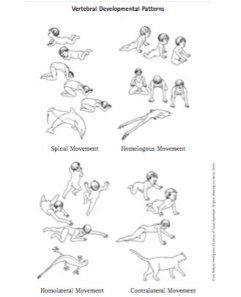 Vertebral Developmental Patterns
Spinal Movement
Homologous Movement
Homolateral Movement
Contralateral Movement